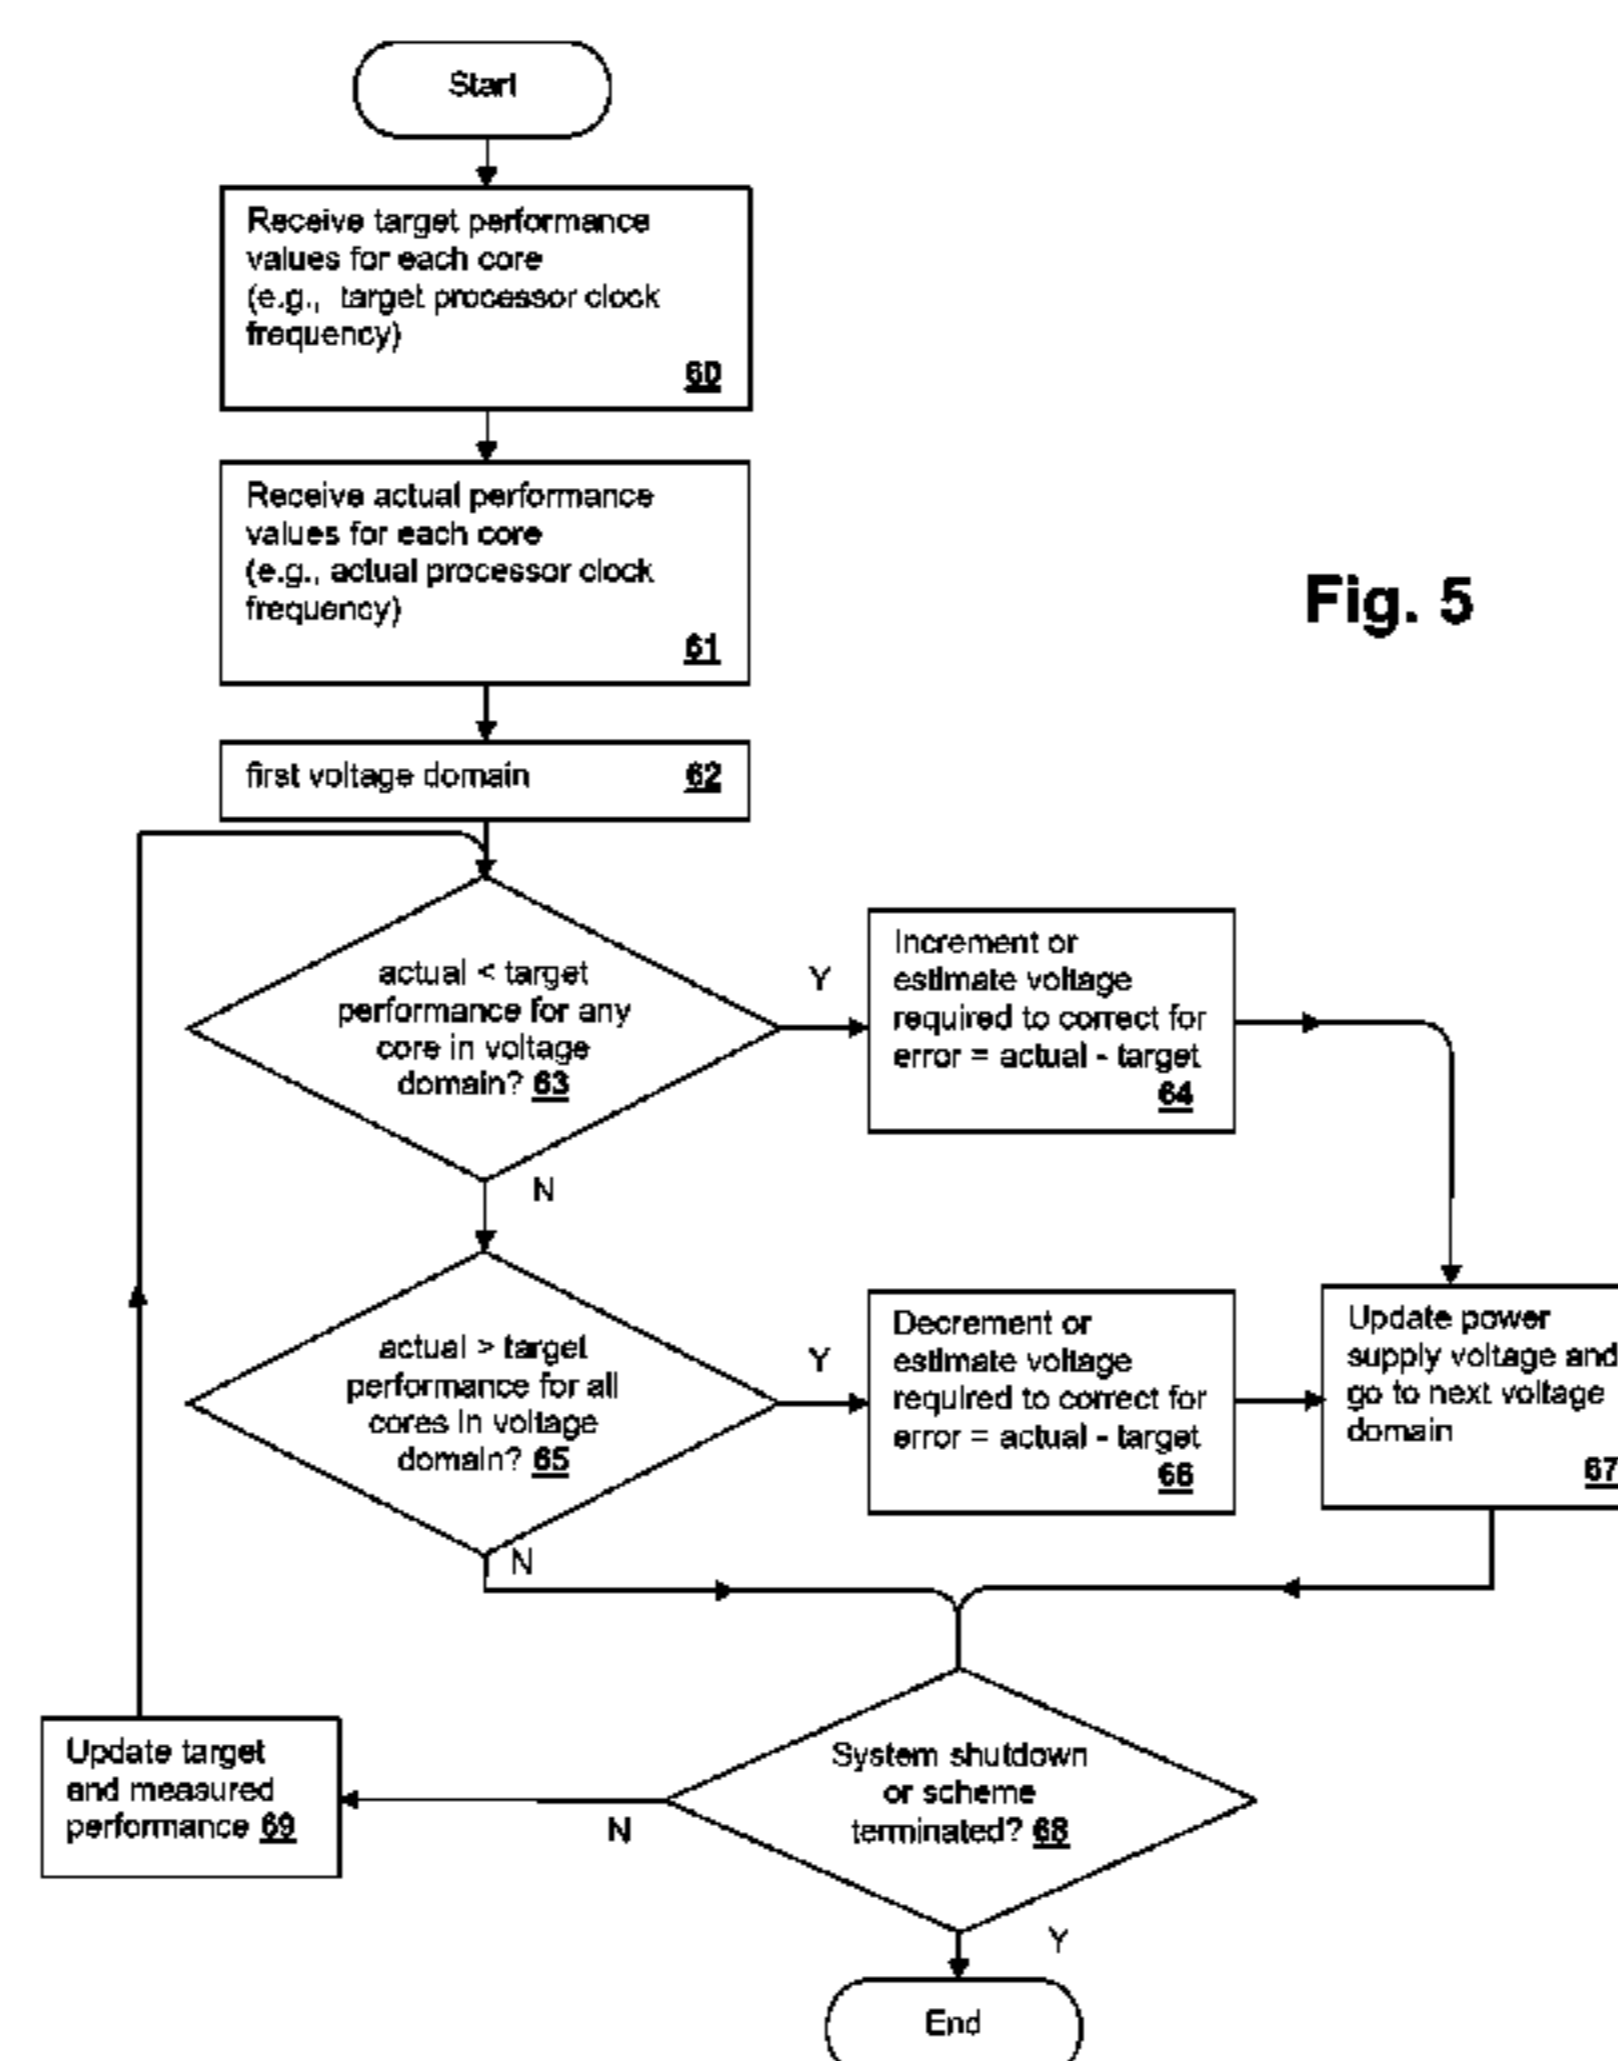 Start
Receive target performance
values for each core
(e.g., target processor clock
frequency)
60
Receive actual performance
values for each core
(e.g., actual processor clock
frequency)
61
Fig. 5
first voltage domain 62
actual < target
performance for any
core in voltage
domain? 63
Y
N
Increment or
estimate voltage
required to correct for
error = actual - target
64
actual > target
performance for all
cores in voltage
domain? 65
Y
N
Decrement or
estimate voltage
required to correct for
error = actual - target
66
Update power
supply voltage and
go to next voltage
domain
67
System shutdown
or scheme
terminated? 68
N
Y
Update target
and measured
performance 69
End